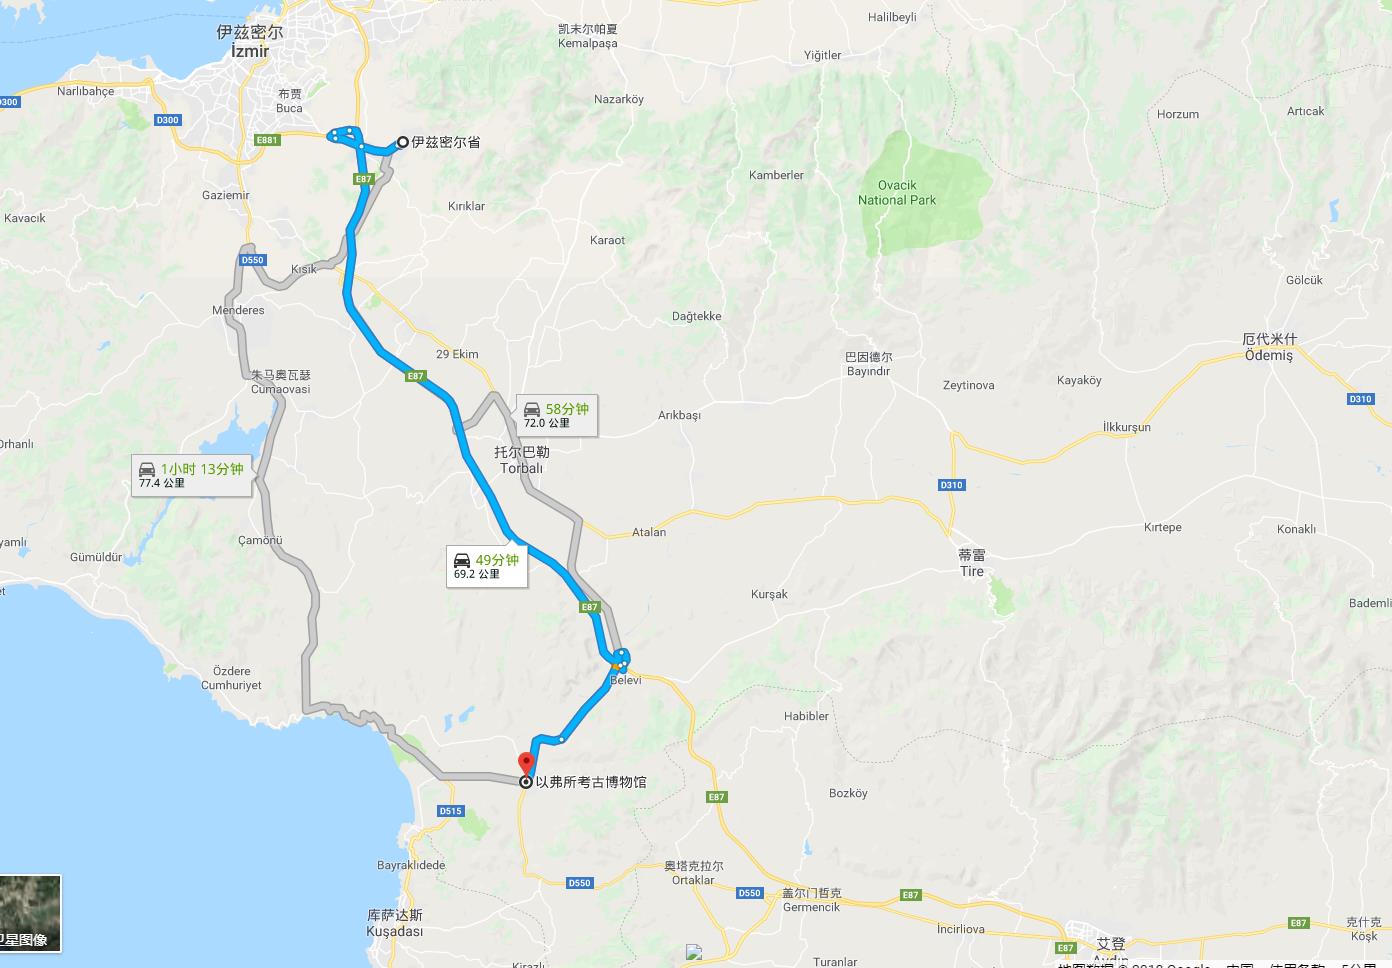 Halilbeyli
伊兹密尔
İzmir
凯末尔帕夏
Kemalpaşa
Yiğitler
Narlıbahçe
D300
布贾
Buca
Nazarköy
D300
Horzum
Artıcak
E881
伊兹密尔省
E87
Kamberler
Ovacik
National Park
Gaziemir
Kırıklar
Kavacık
Karaot
D550
Kısık
Gölcük
Menderes
Dağtekke
厄代米什
Ödemiş
29 Ekim
巴因德尔
Bayındır
E87
朱马奥瓦瑟
Cumaovası
Zeytinova
Kayaköy
D310
58分钟
72.0 公里
Arıkbaşı
İlkkurşun
Orhanlı
托尔巴勒
Torbalı
1小时 13分钟
77.4 公里
D310
Kırtepe
Konaklı
Atalan
Çamönü
Gümüldür
49分钟
69.2 公里
蒂雷
Tire
Kurşak
Bademli
E87
Özdere
Cumhuriyet
Belevi
Habibler
以弗所考古博物馆
Bozköy
E87
D515
Bayraklıdede
奥塔克拉尔
Ortaklar
D550
D550
盖尔门哲克
Germencik
E87
库萨达斯
Kuşadası
İncirliova
E87
克什克
Köşk
卫星图像
E87
艾登
Aydın
Kirazlı
Turanlar
地图数据 © 2018 Google
中国
使用条款
5公里